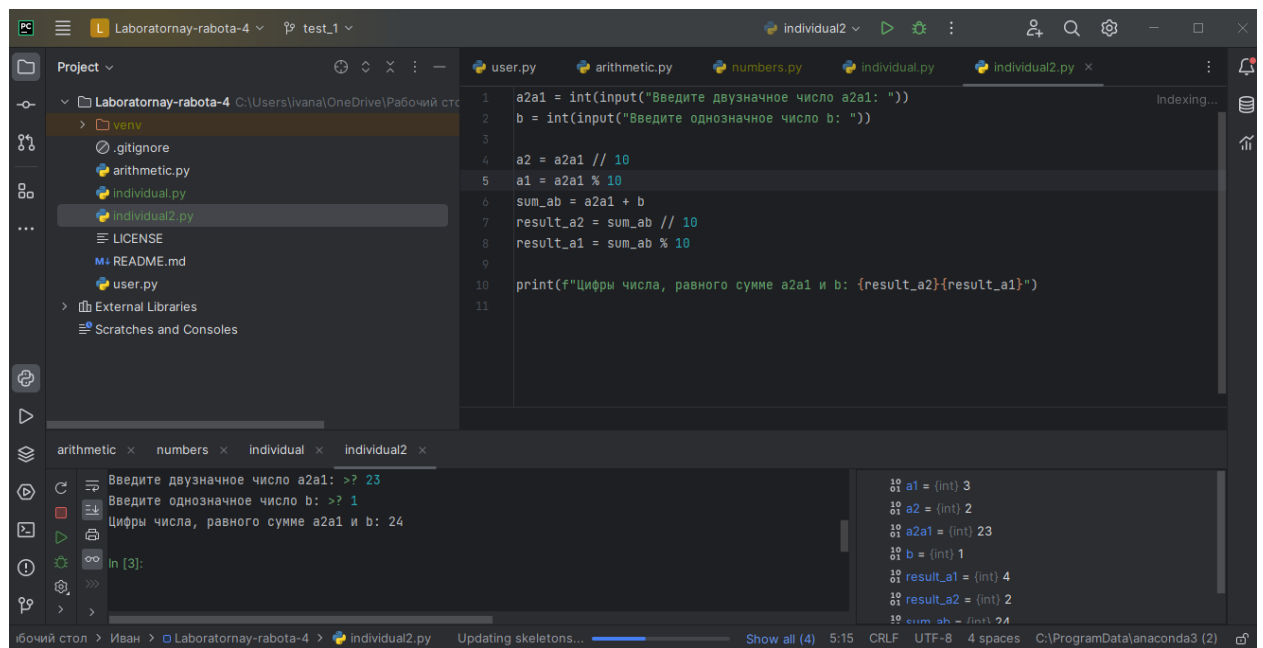 PC L Laboratornay-rabota-4 test_1 individual2
Project
Laboratornay-rabota-4 C:\Users\ivana\OneDrive\Рабочий стс
venv
.gitignore
arithmetic.py
individual.py
individual2.py
LICENSE
M↓ README.md
user.py
External Libraries
Scratches and Consoles
user.py arithmetic.py numbers.py individual.py individual2.py
Indexing...
1 a2a1 = int(input("Введите двузначное число a2a1: "))
2 b = int(input("Введите однозначное число b: "))
3
4 a2 = a2a1 // 10
5 a1 = a2a1 % 10
6 sum_ab = a2a1 + b
7 result_a2 = sum_ab // 10
8 result_a1 = sum_ab % 10
9
10 print(f"Цифры числа, равного сумме a2a1 и b: {result_a2}{result_a1}")
11
arithmetic numbers individual individual2
Введите двузначное число a2a1: >? 23
Введите однозначное число b: >? 1
Цифры числа, равного сумме a2a1 и b: 24
In [3]:
a1 = {int} 3
a2 = {int} 2
a2a1 = {int} 23
b = {int} 1
result_a1 = {int} 4
result_a2 = {int} 2
sum_ab = {int} 24
ıбочий стол > Иван > Laboratornay-rabota-4 > individual2.py Updating skeletons... Show all (4) 5:15 CRLF UTF-8 4 spaces C:\ProgramData\anaconda3 (2)